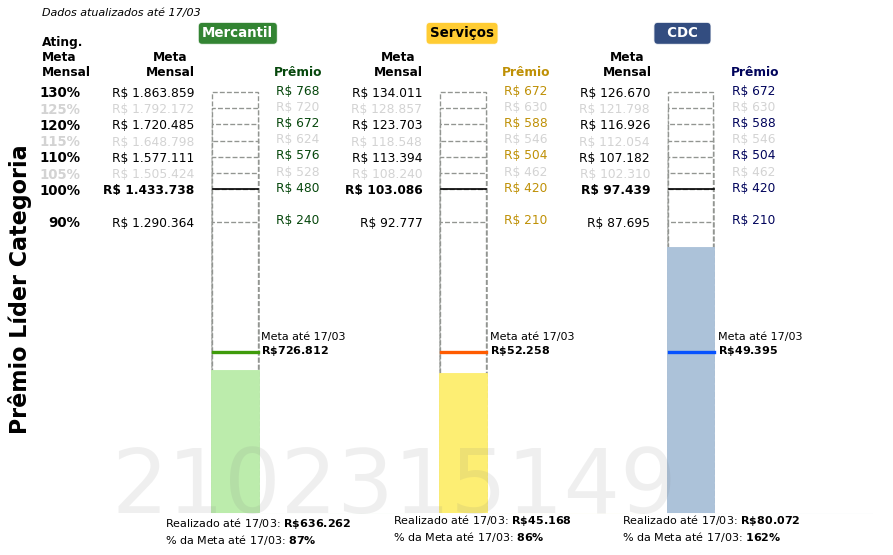 Dados atualizados até 17/03
Mercantil Serviços CDC
Ating. Meta Mensal
Meta Mensal Prêmio Meta Mensal Prêmio Meta Mensal Prêmio
130% R$ 1.863.859 R$ 768 R$ 134.011 R$ 672 R$ 126.670 R$ 672
125% R$ 1.792.172 R$ 720 R$ 128.857 R$ 630 R$ 121.798 R$ 630
120% R$ 1.720.485 R$ 672 R$ 123.703 R$ 588 R$ 116.926 R$ 588
115% R$ 1.648.798 R$ 624 R$ 118.548 R$ 546 R$ 112.054 R$ 546
110% R$ 1.577.111 R$ 576 R$ 113.394 R$ 504 R$ 107.182 R$ 504
105% R$ 1.505.424 R$ 528 R$ 108.240 R$ 462 R$ 102.310 R$ 462
100% R$ 1.433.738 R$ 480 R$ 103.086 R$ 420 R$ 97.439 R$ 420
90% R$ 1.290.364 R$ 240 R$ 92.777 R$ 210 R$ 87.695 R$ 210
Prêmio Líder Categoria
Meta até 17/03 Meta até 17/03 Meta até 17/03
R$726.812 R$52.258 R$49.395
2102315149
Realizado até 17/03: R$636.262 Realizado até 17/03: R$45.168 Realizado até 17/03: R$80.072
% da Meta até 17/03: 87% % da Meta até 17/03: 86% % da Meta até 17/03: 162%